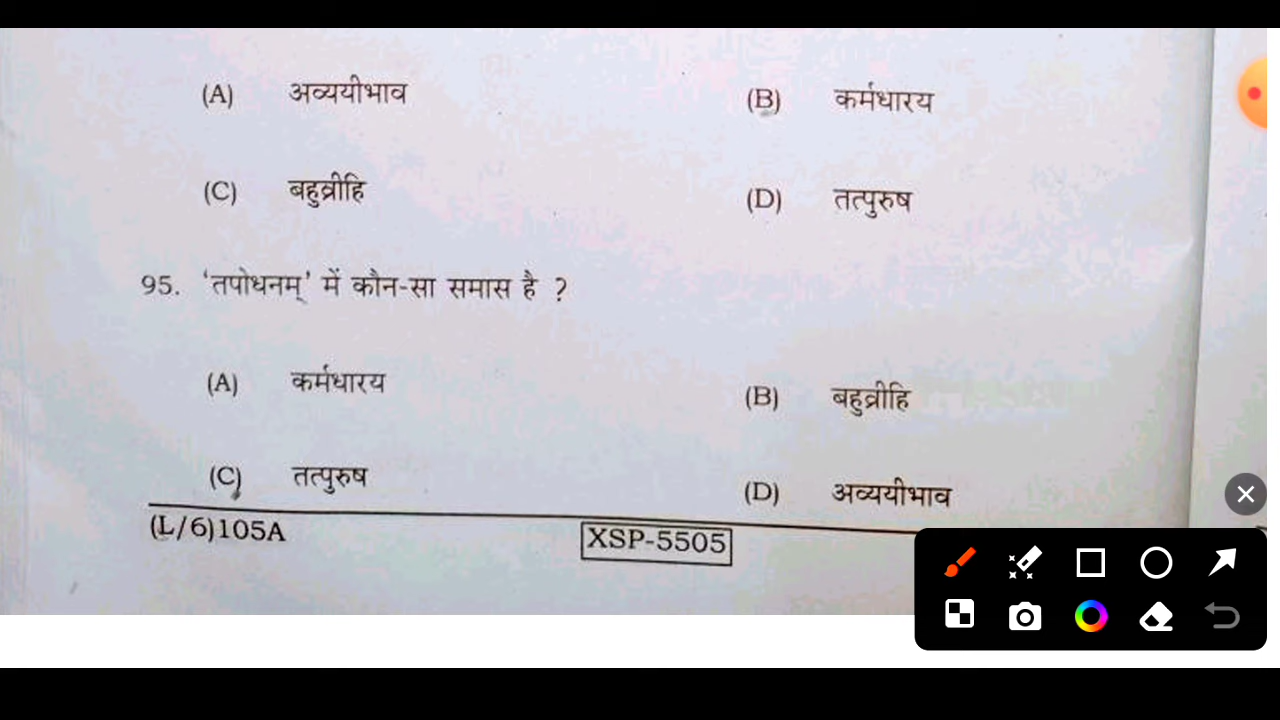 (A) अव्ययीभाव (B) कर्मधारय
(C) बहुव्रीहि (D) तत्पुरुष
95. ‘तपोधनम्’ में कौन-सा समास है ?
(A) कर्मधारय (B) बहुव्रीहि
(C) तत्पुरुष (D) अव्ययीभाव
(L/6)105A XSP-5505